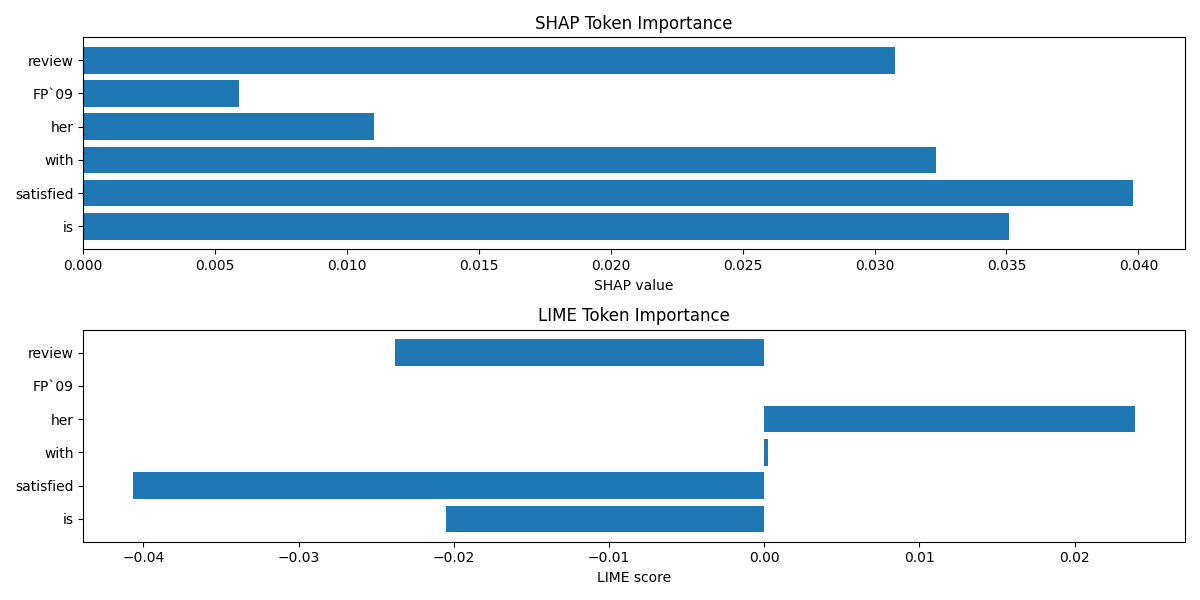 SHAP Token Importance
review
FP`09
her
with
satisfied
is
0.000 0.005 0.010 0.015 0.020 0.025 0.030 0.035 0.040
SHAP value
LIME Token Importance
review
FP`09
her
with
satisfied
is
−0.04 −0.03 −0.02 −0.01 0.00 0.01 0.02
LIME score